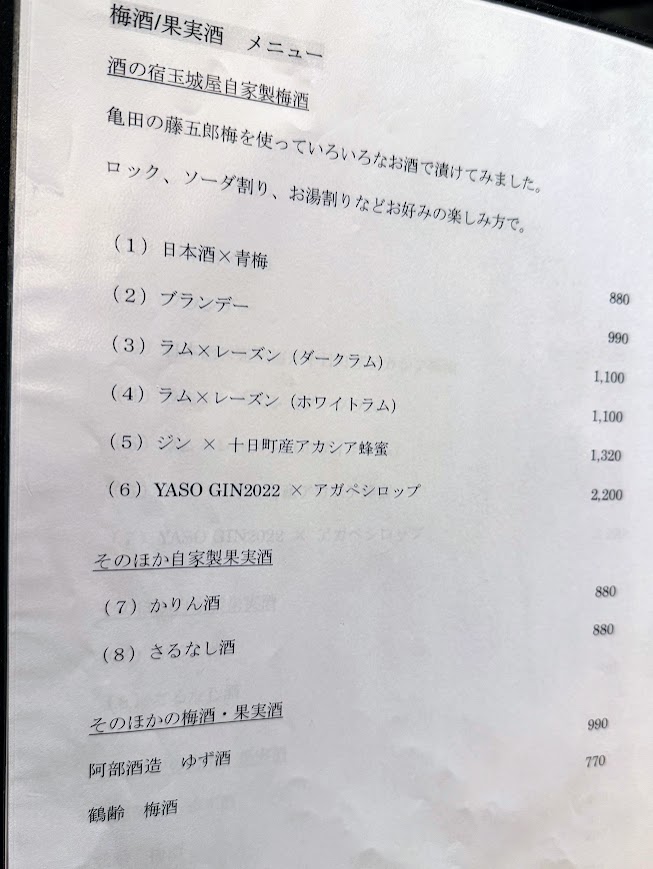 梅酒/果実酒　メニュー
酒の宿玉城屋自家製梅酒
亀田の藤五郎梅を使っていろいろなお酒で漬けてみました。
ロック、ソーダ割り、お湯割りなどお好みの楽しみ方で。
（１）日本酒×青梅　880
（２）ブランデー　990
（３）ラム×レーズン（ダークラム）　1,100
（４）ラム×レーズン（ホワイトラム）　1,100
（５）ジン × 十日町産アカシア蜂蜜　1,320
（６）YASO GIN2022 × アガペシロップ　2,200
そのほか自家製果実酒
（７）かりん酒　880
（８）さるなし酒　880
そのほかの梅酒・果実酒
阿部酒造　ゆず酒　990
鶴齢　梅酒　770